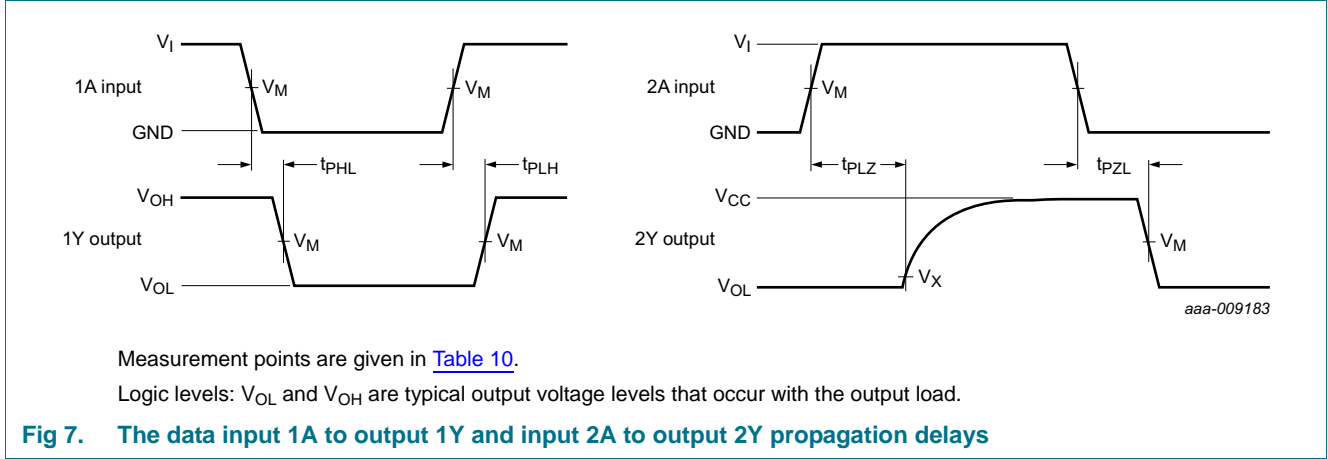 VI
1A input
VM
VM
GND
tPHL
tPLH
VOH
1Y output
VM
VM
VOL
VI
2A input
VM
GND
tPLZ
tPZL
VCC
2Y output
VM
VX
VOL
aaa-009183
Measurement points are given in Table 10.
Logic levels: VOL and VOH are typical output voltage levels that occur with the output load.
Fig 7. The data input 1A to output 1Y and input 2A to output 2Y propagation delays